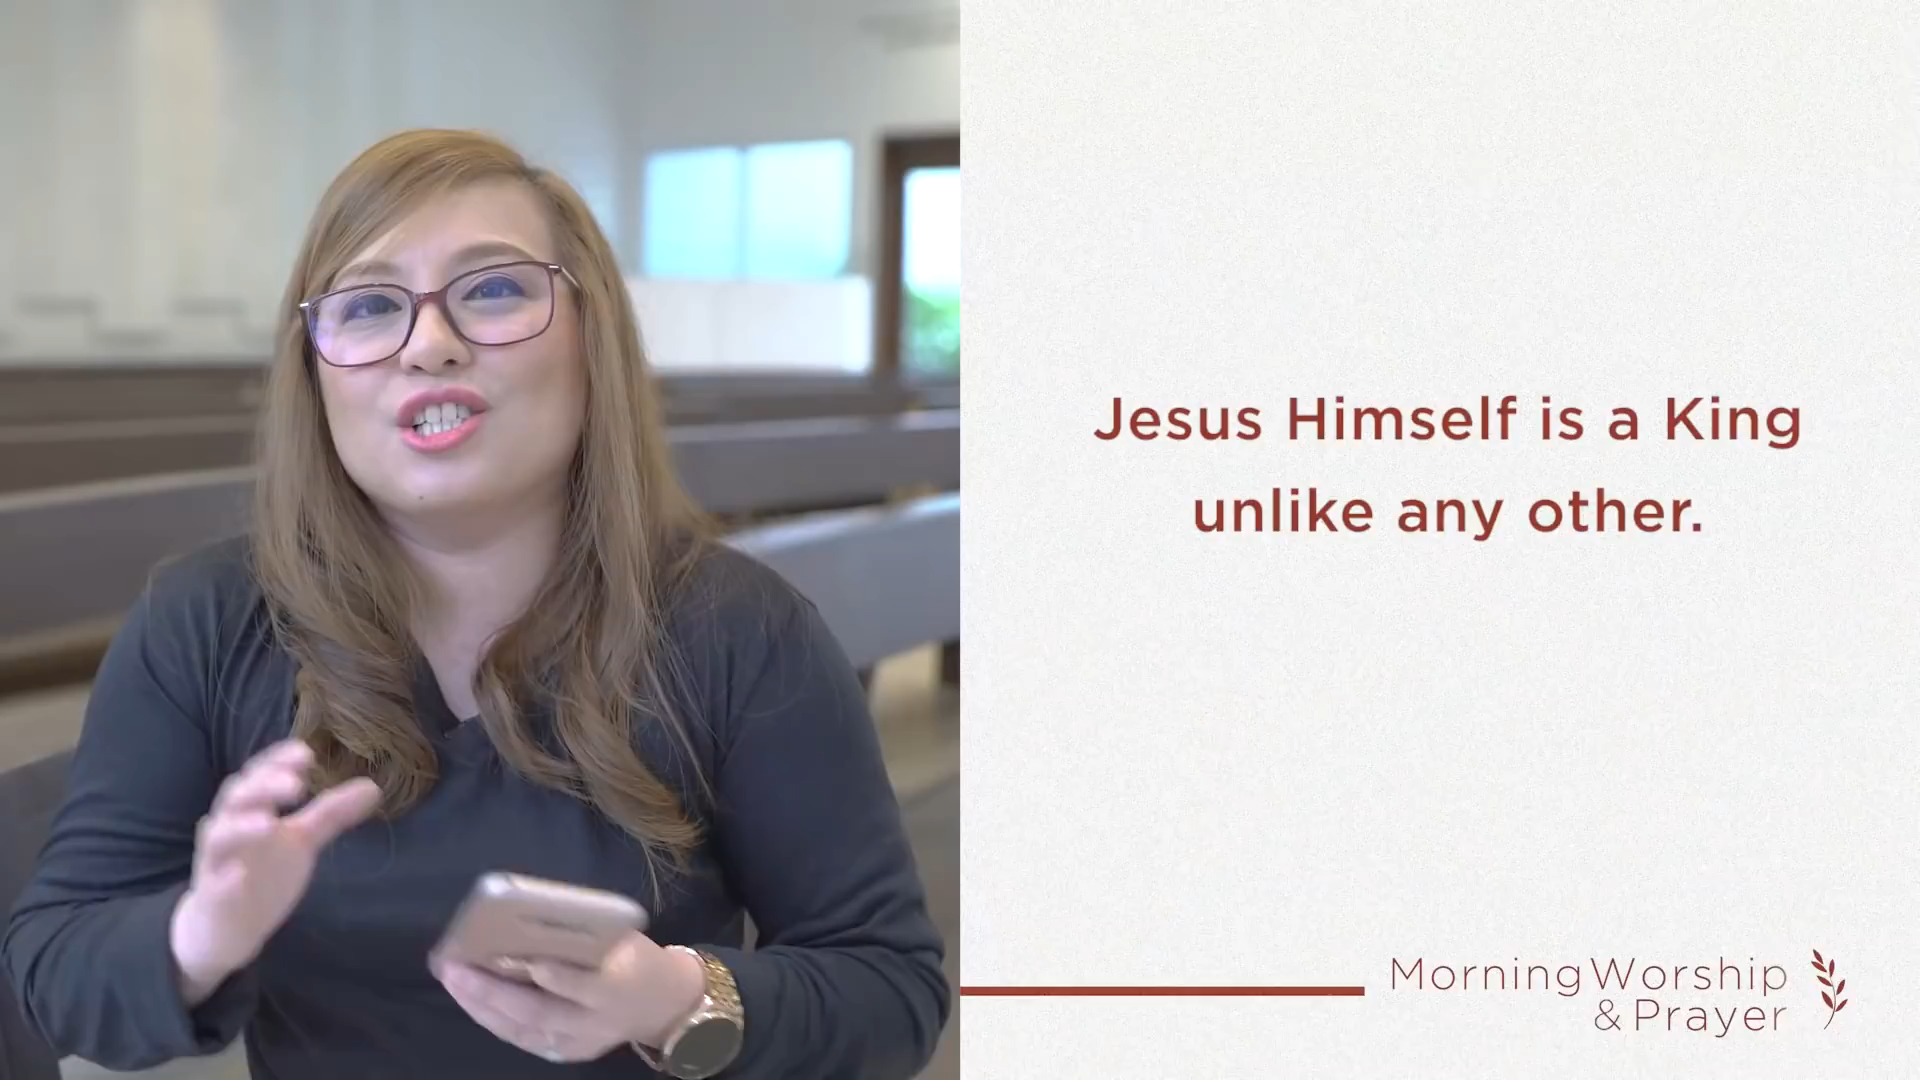 Jesus Himself is a King
unlike any other.
Morning Worship
& Prayer